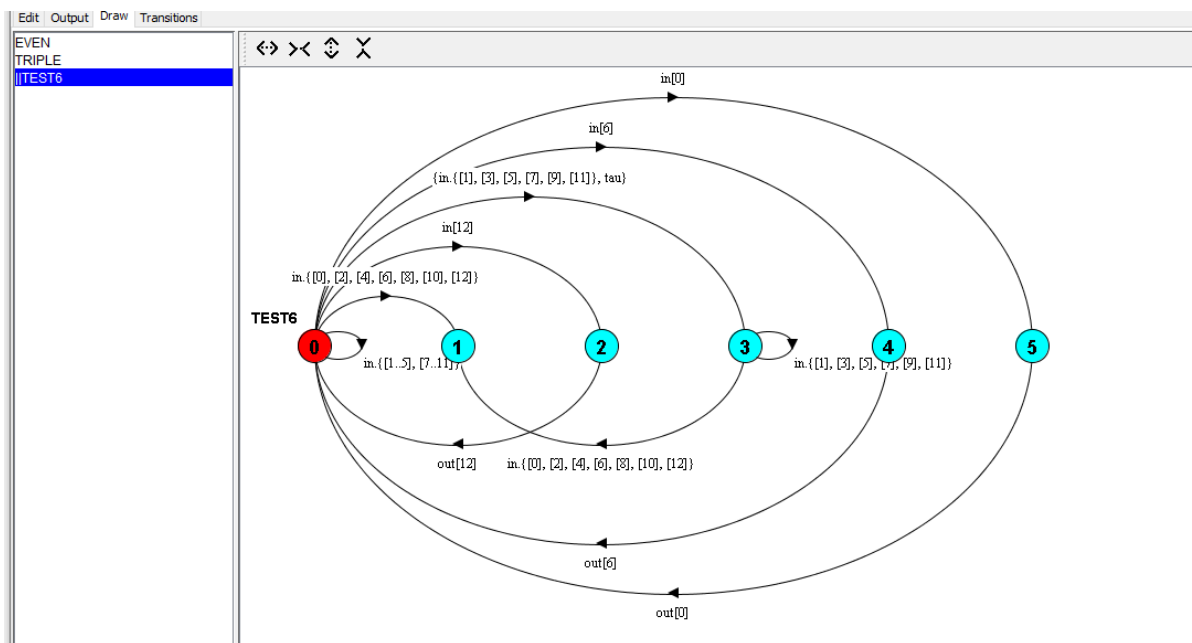 Edit Output Draw Transitions
EVEN
TRIPLE
||TEST6
in[0]
in[6]
{in.{[1], [3], [5], [7], [9], [11]}, tau}
in[12]
in.{[0], [2], [4], [6], [8], [10], [12]}
TEST6
0 1 2 3 4 5
in.{[1..5], [7..11]}
in.{[1], [3], [5], [7], [9], [11]}
out[12]
in.{[0], [2], [4], [6], [8], [10], [12]}
out[6]
out[0]